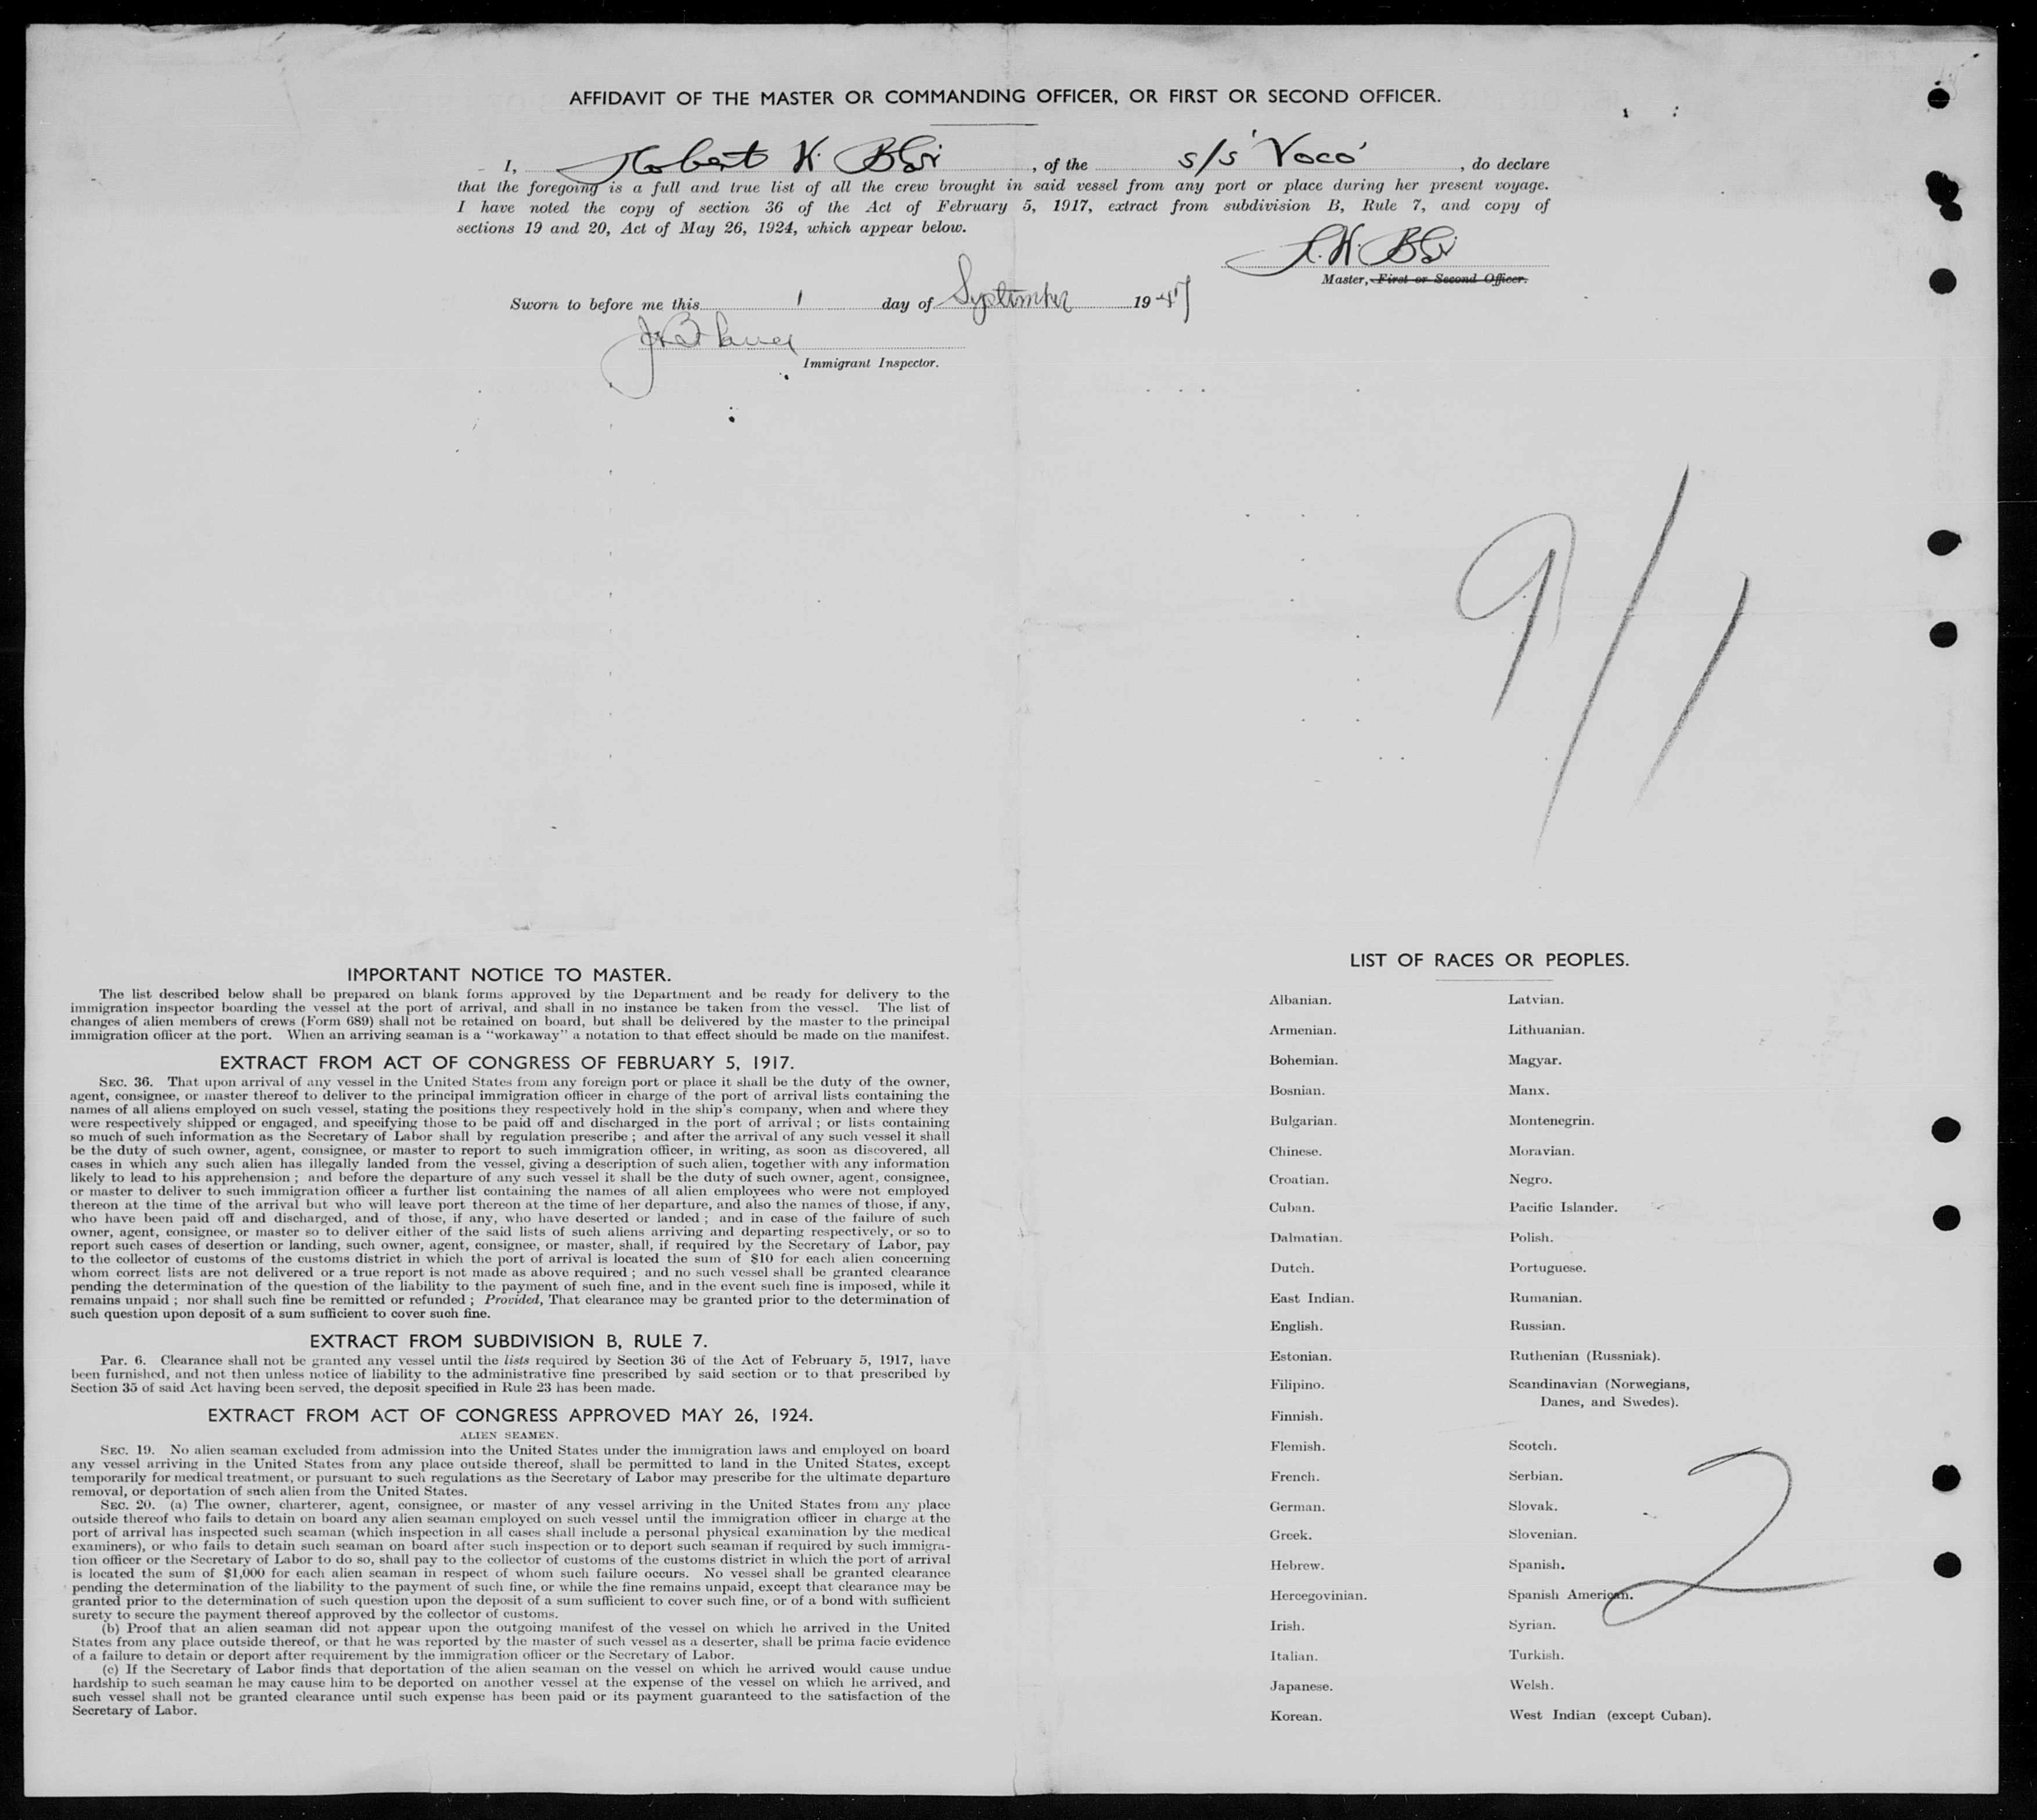 AFFIDAVIT OF THE MASTER OR COMMANDING OFFICER, OR FIRST OR SECOND OFFICER.
I, Robert K. , of the s/s 'Voco' , do declare
that the foregoing is a full and true list of all the crew brought in said vessel from any port or place during her present voyage.
I have noted the copy of section 36 of the Act of February 5, 1917, extract from subdivision B, Rule 7, and copy of
sections 19 and 20, Act of May 26, 1924, which appear below.
Master, First or Second Officer.
Sworn to before me this 1 day of September 1947
Immigrant Inspector.
9/1
IMPORTANT NOTICE TO MASTER.
The list described below shall be prepared on blank forms approved by the Department and be ready for delivery to the
immigration inspector boarding the vessel at the port of arrival, and shall in no instance be taken from the vessel. The list of
changes of alien members of crews (Form 689) shall not be retained on board, but shall be delivered by the master to the principal
immigration officer at the port. When an arriving seaman is a "workaway" a notation to that effect should be made on the manifest.
EXTRACT FROM ACT OF CONGRESS OF FEBRUARY 5, 1917.
SEC. 36. That upon arrival of any vessel in the United States from any foreign port or place it shall be the duty of the owner,
agent, consignee, or master thereof to deliver to the principal immigration officer in charge of the port of arrival lists containing the
names of all aliens employed on such vessel, stating the positions they respectively hold in the ship's company, when and where they
were respectively shipped or engaged, and specifying those to be paid off and discharged in the port of arrival ; or lists containing
so much of such information as the Secretary of Labor shall by regulation prescribe ; and after the arrival of any such vessel it shall
be the duty of such owner, agent, consignee, or master to report to such immigration officer, in writing, as soon as discovered, all
cases in which any such alien has illegally landed from the vessel, giving a description of such alien, together with any information
likely to lead to his apprehension ; and before the departure of any such vessel it shall be the duty of such owner, agent, consignee,
or master to deliver to such immigration officer a further list containing the names of all alien employees who were not employed
thereon at the time of the arrival but who will leave port thereon at the time of her departure, and also the names of those, if any,
who have been paid off and discharged, and of those, if any, who have deserted or landed ; and in case of the failure of such
owner, agent, consignee, or master so to deliver either of the said lists of such aliens arriving and departing respectively, or so to
report such cases of desertion or landing, such owner, agent, consignee, or master, shall, if required by the Secretary of Labor, pay
to the collector of customs of the customs district in which the port of arrival is located the sum of $10 for each alien concerning
whom correct lists are not delivered or a true report is not made as above required ; and no such vessel shall be granted clearance
pending the determination of the question of the liability to the payment of such fine, and in the event such fine is imposed, while it
remains unpaid ; nor shall such fine be remitted or refunded ; Provided, That clearance may be granted prior to the determination of
such question upon deposit of a sum sufficient to cover such fine.
EXTRACT FROM SUBDIVISION B, RULE 7.
Par. 6. Clearance shall not be granted any vessel until the lists required by Section 36 of the Act of February 5, 1917, have
been furnished, and not then unless notice of liability to the administrative fine prescribed by said section or to that prescribed by
Section 35 of said Act having been served, the deposit specified in Rule 23 has been made.
EXTRACT FROM ACT OF CONGRESS APPROVED MAY 26, 1924.
ALIEN SEAMEN.
SEC. 19. No alien seaman excluded from admission into the United States under the immigration laws and employed on board
any vessel arriving in the United States from any place outside thereof, shall be permitted to land in the United States, except
temporarily for medical treatment, or pursuant to such regulations as the Secretary of Labor may prescribe for the ultimate departure
removal, or deportation of such alien from the United States.
SEC. 20. (a) The owner, charterer, agent, consignee, or master of any vessel arriving in the United States from any place
outside thereof who fails to detain on board any alien seaman employed on such vessel until the immigration officer in charge at the
port of arrival has inspected such seaman (which inspection in all cases shall include a personal physical examination by the medical
examiners), or who fails to detain such seaman on board after such inspection or to deport such seaman if required by such immigra-
tion officer or the Secretary of Labor to do so, shall pay to the collector of customs of the customs district in which the port of arrival
is located the sum of $1,000 for each alien seaman in respect of whom such failure occurs. No vessel shall be granted clearance
pending the determination of the liability to the payment of such fine, or while the fine remains unpaid, except that clearance may be
granted prior to the determination of such question upon the deposit of a sum sufficient to cover such fine, or of a bond with sufficient
surety to secure the payment thereof approved by the collector of customs.
(b) Proof that an alien seaman did not appear upon the outgoing manifest of the vessel on which he arrived in the United
States from any place outside thereof, or that he was reported by the master of such vessel as a deserter, shall be prima facie evidence
of a failure to detain or deport after requirement by the immigration officer or the Secretary of Labor.
(c) If the Secretary of Labor finds that deportation of the alien seaman on the vessel on which he arrived would cause undue
hardship to such seaman he may cause him to be deported on another vessel at the expense of the vessel on which he arrived, and
such vessel shall not be granted clearance until such expense has been paid or its payment guaranteed to the satisfaction of the
Secretary of Labor.
LIST OF RACES OR PEOPLES.
Albanian.
Armenian.
Bohemian.
Bosnian.
Bulgarian.
Chinese.
Croatian.
Cuban.
Dalmatian.
Dutch.
East Indian.
English.
Estonian.
Filipino.
Finnish.
Flemish.
French.
German.
Greek.
Hebrew.
Hercegovinian.
Irish.
Italian.
Japanese.
Korean.
Latvian.
Lithuanian.
Magyar.
Manx.
Montenegrin.
Moravian.
Negro.
Pacific Islander.
Polish.
Portuguese.
Rumanian.
Russian.
Ruthenian (Russniak).
Scandinavian (Norwegians,
Danes, and Swedes).
Scotch.
Serbian.
Slovak.
Slovenian.
Spanish.
Spanish American.
Syrian.
Turkish.
Welsh.
West Indian (except Cuban).
2